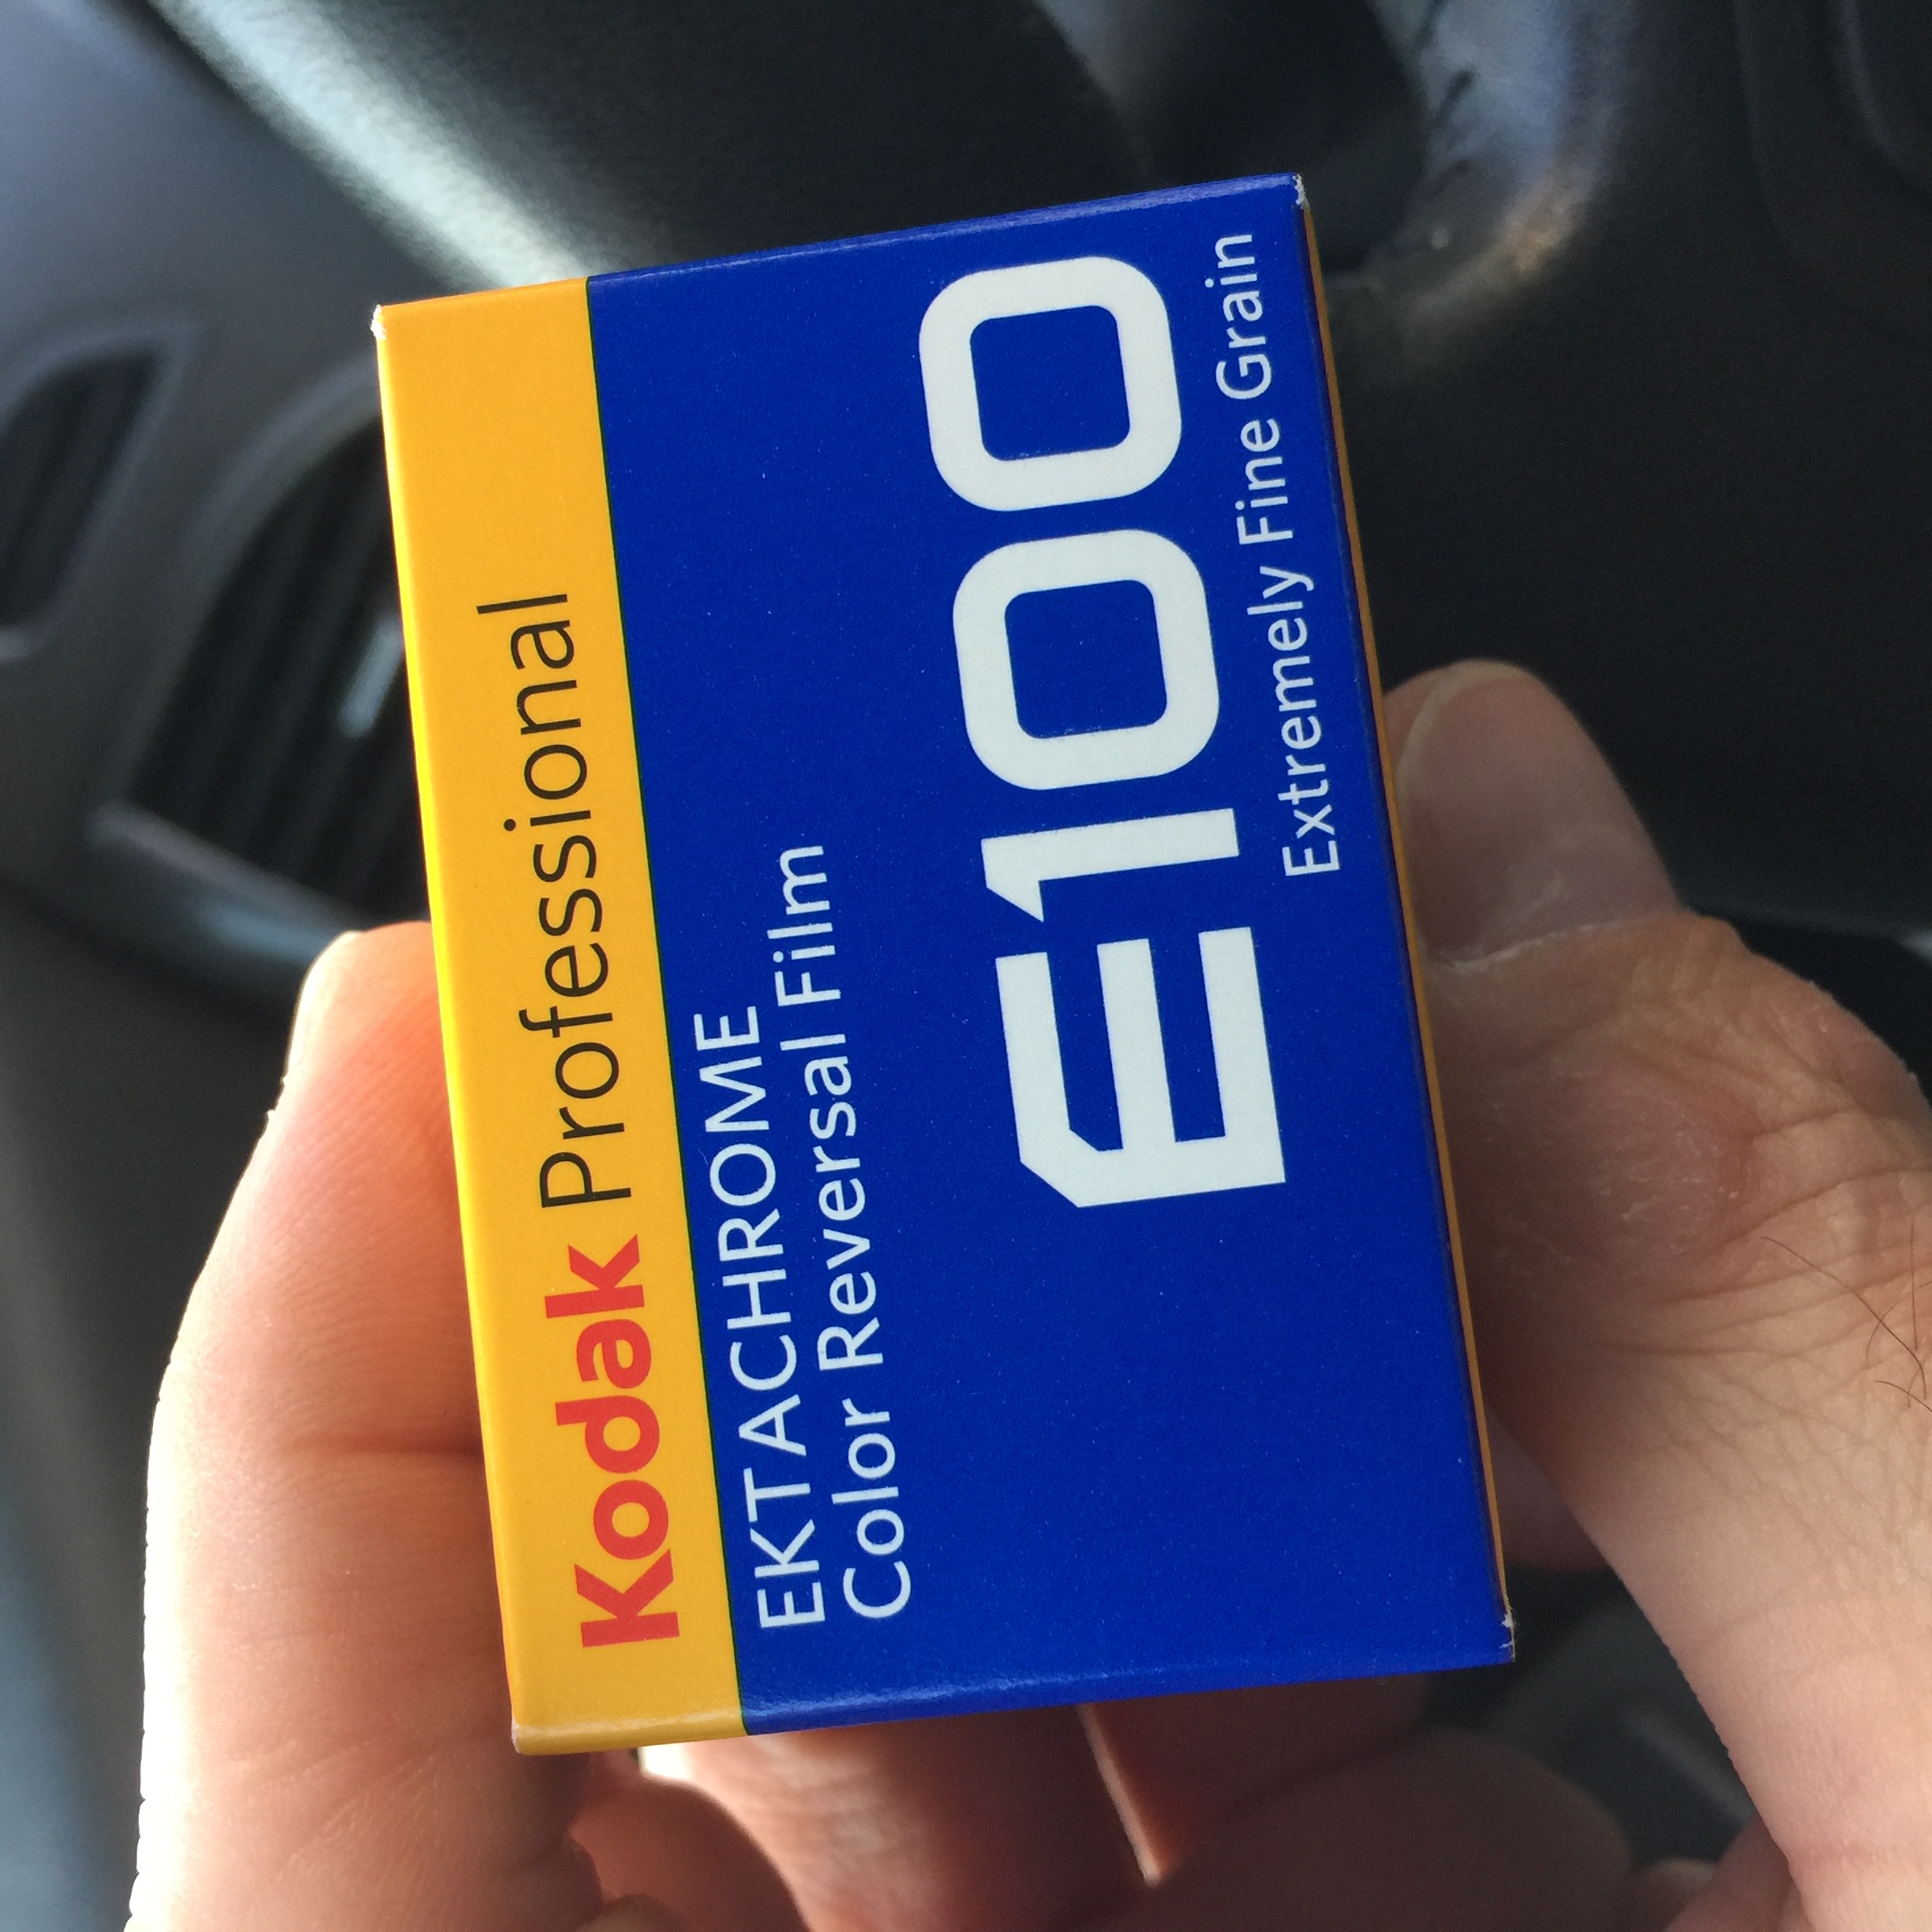 Kodak Professional
EKTACHROME
Color Reversal Film
E100
Extremely Fine Grain